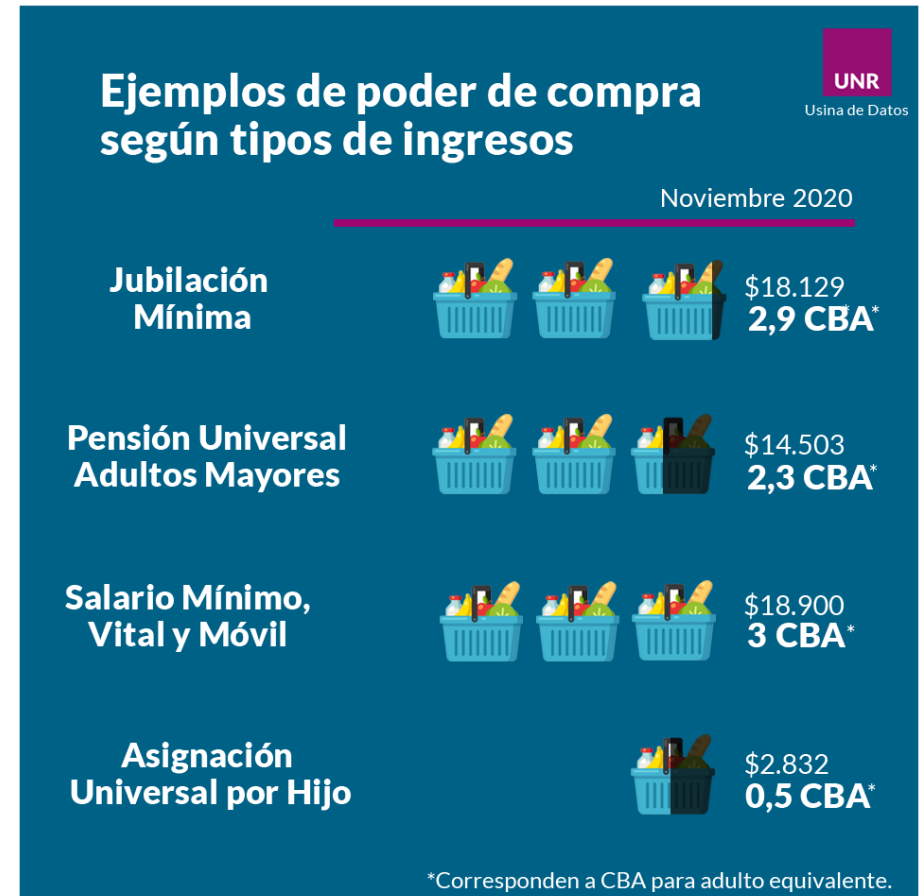 UNR
Usina de Datos
Ejemplos de poder de compra
según tipos de ingresos
Noviembre 2020
Jubilación
Mínima
$18.129
2,9 CBA*
Pensión Universal
Adultos Mayores
$14.503
2,3 CBA*
Salario Mínimo,
Vital y Móvil
$18.900
3 CBA*
Asignación
Universal por Hijo
$2.832
0,5 CBA*
*Corresponden a CBA para adulto equivalente.